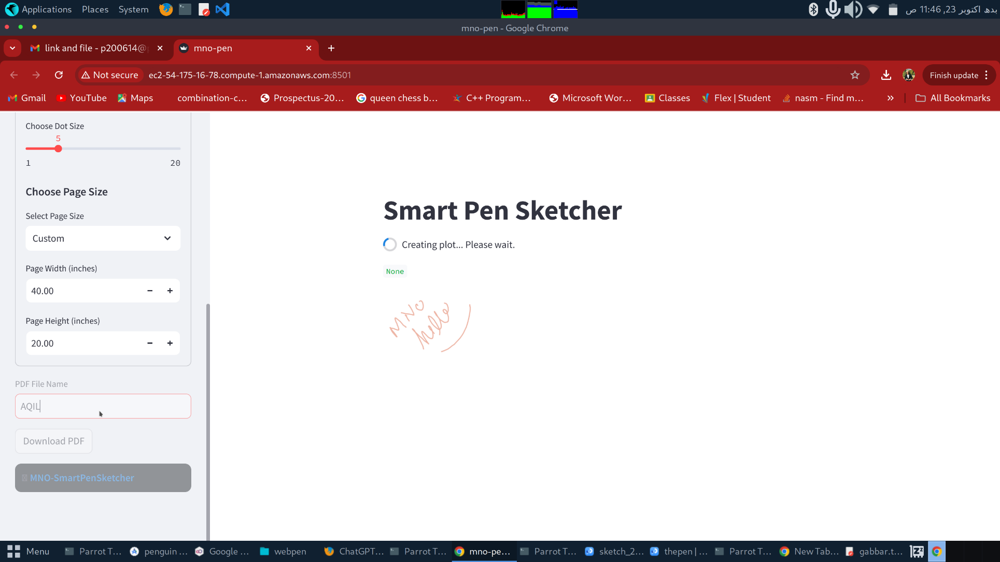 Applications Places System
بدھ اکتوبر 23, 11:46 ص
mno-pen - Google Chrome
link and file - p200614@p
mno-pen
Not secure
ec2-54-175-16-78.compute-1.amazonaws.com:8501
Finish update
Gmail YouTube Maps combination-c... Prospectus-20... queen chess b... C++ Program... Microsoft Wor... Classes Flex | Student nasm - Find m... » All Bookmarks
Choose Dot Size
5
1 20
Choose Page Size
Select Page Size
Custom
Page Width (inches)
40.00
Page Height (inches)
20.00
PDF File Name
AQIL
Download PDF
MNO-SmartPenSketcher
Smart Pen Sketcher
Creating plot... Please wait.
None
MNO
hello
Menu Parrot T... penguin ... Google ... webpen ChatGPT... Parrot T... mno-pe... Parrot T... sketch_2... thepen | ... Parrot T... New Tab... gabbar.t...